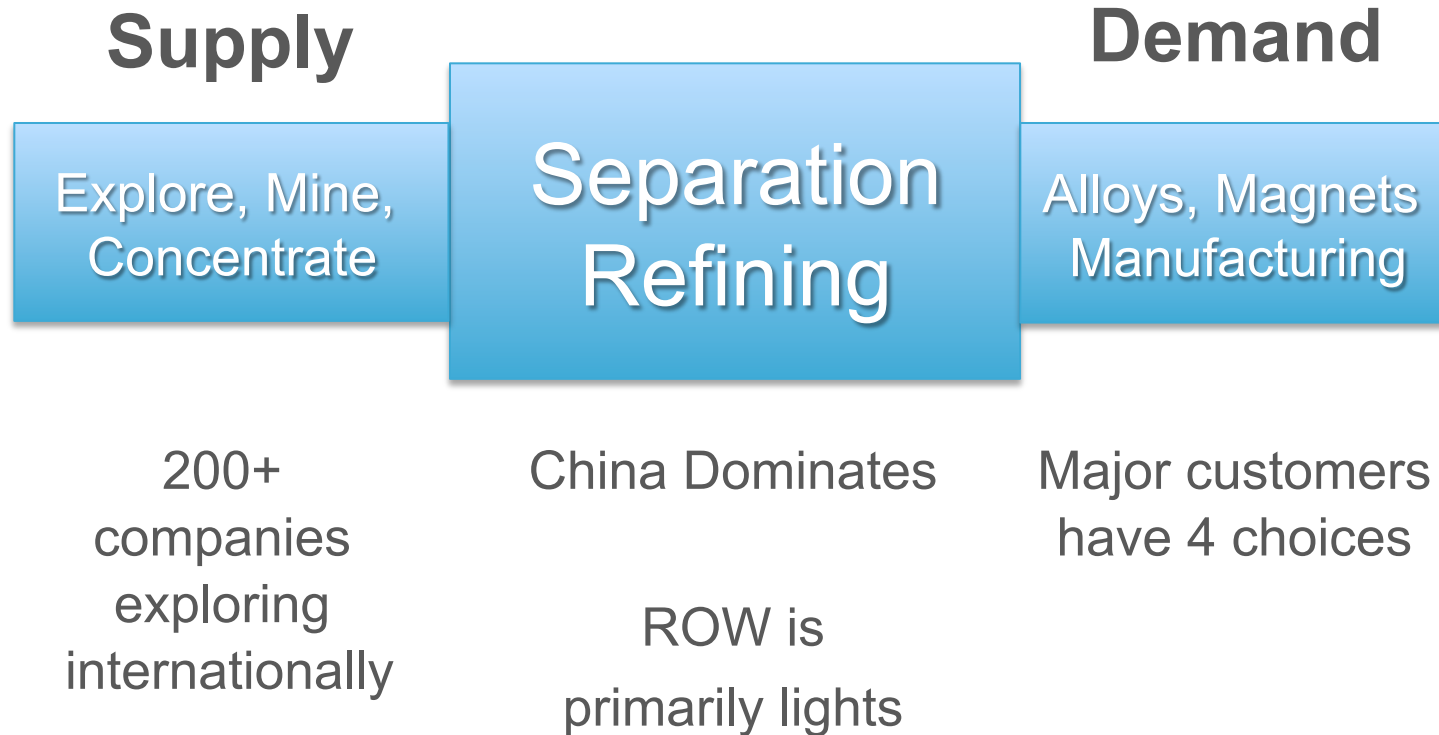 Supply
Demand
Explore, Mine,
Concentrate
Separation
Refining
Alloys, Magnets
Manufacturing
200+
companies
exploring
internationally
China Dominates
ROW is
primarily lights
Major customers
have 4 choices